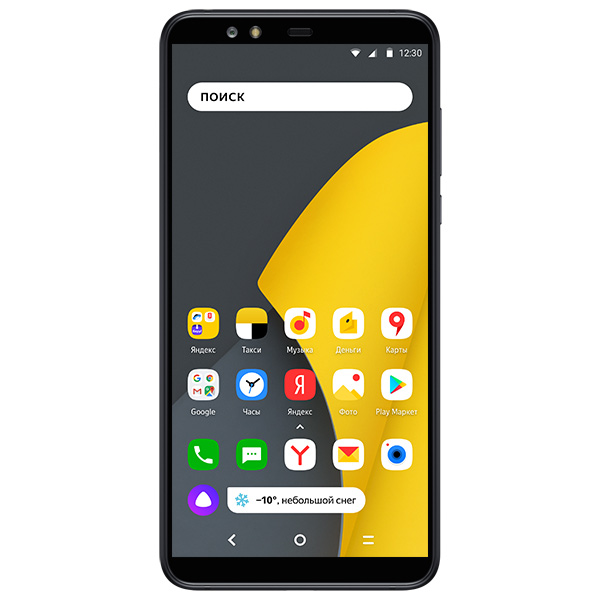 12:30
ПОИСК
Яндекс Такси Музыка Деньги Карты
Google Часы Яндекс Фото Play Маркет
−10°, небольшой снег